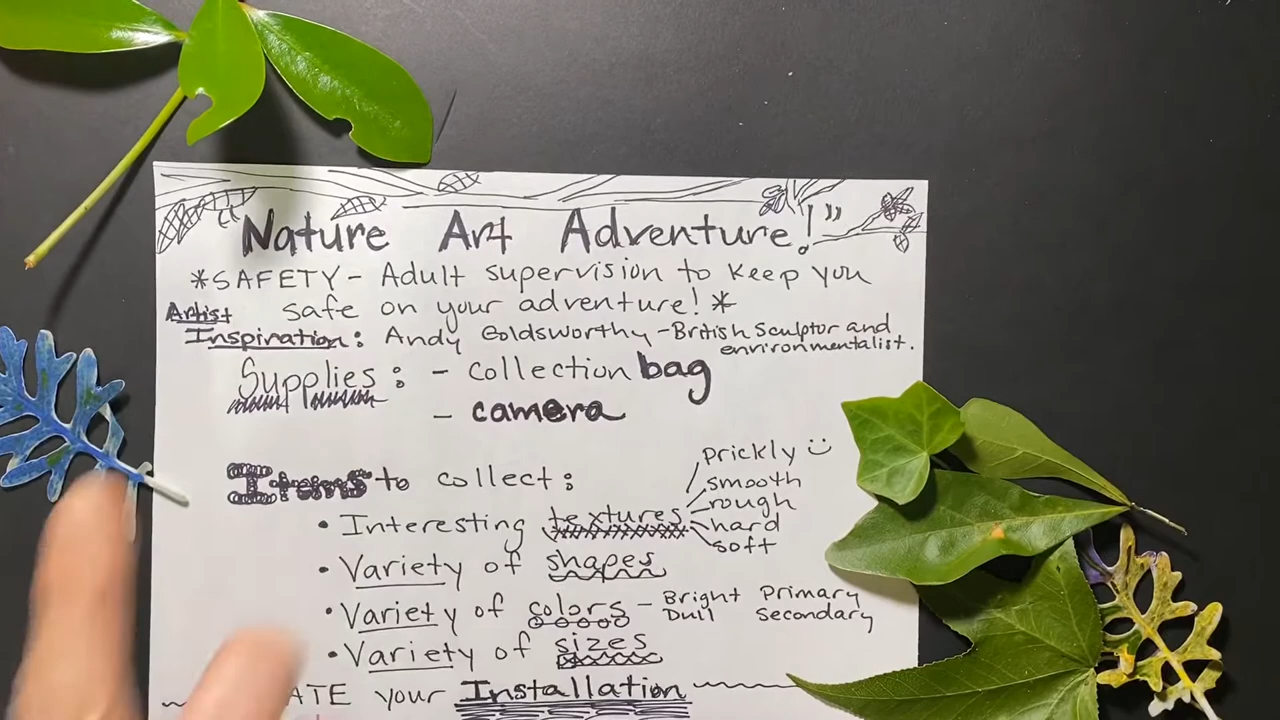 "Nature Art Adventure!"
*SAFETY - Adult supervision to keep you
safe on your adventure! *
Artist
Inspiration: Andy Goldsworthy - British Sculptor and
environmentalist.
Supplies: - collection bag
- camera
Items to collect:
• Interesting textures
prickly
smooth
rough
hard
soft
• Variety of shapes
• Variety of colors - Bright Primary
Dull Secondary
• Variety of sizes
ATE your Installation